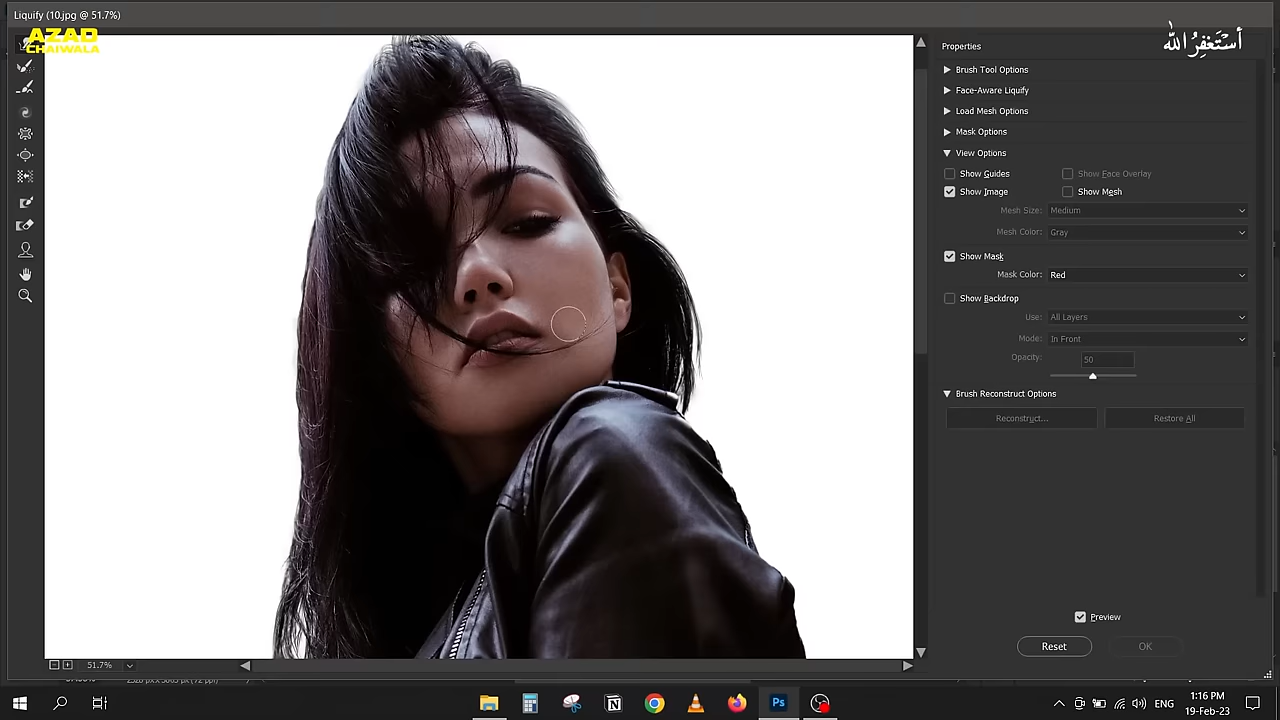 Liquify (10.jpg @ 51.7%)
AZAD
CHAIWALA
أستغفر الله
Properties
Brush Tool Options
Face-Aware Liquify
Load Mesh Options
Mask Options
View Options
Show Guides
Show Face Overlay
Show Image
Show Mesh
Mesh Size: Medium
Mesh Color: Gray
Show Mask
Mask Color: Red
Show Backdrop
Use: All Layers
Mode: In Front
Opacity: 50
Brush Reconstruct Options
Reconstruct...
Restore All
Preview
Reset
OK
51.7%
Ps
ENG
1:16 PM
19-Feb-23